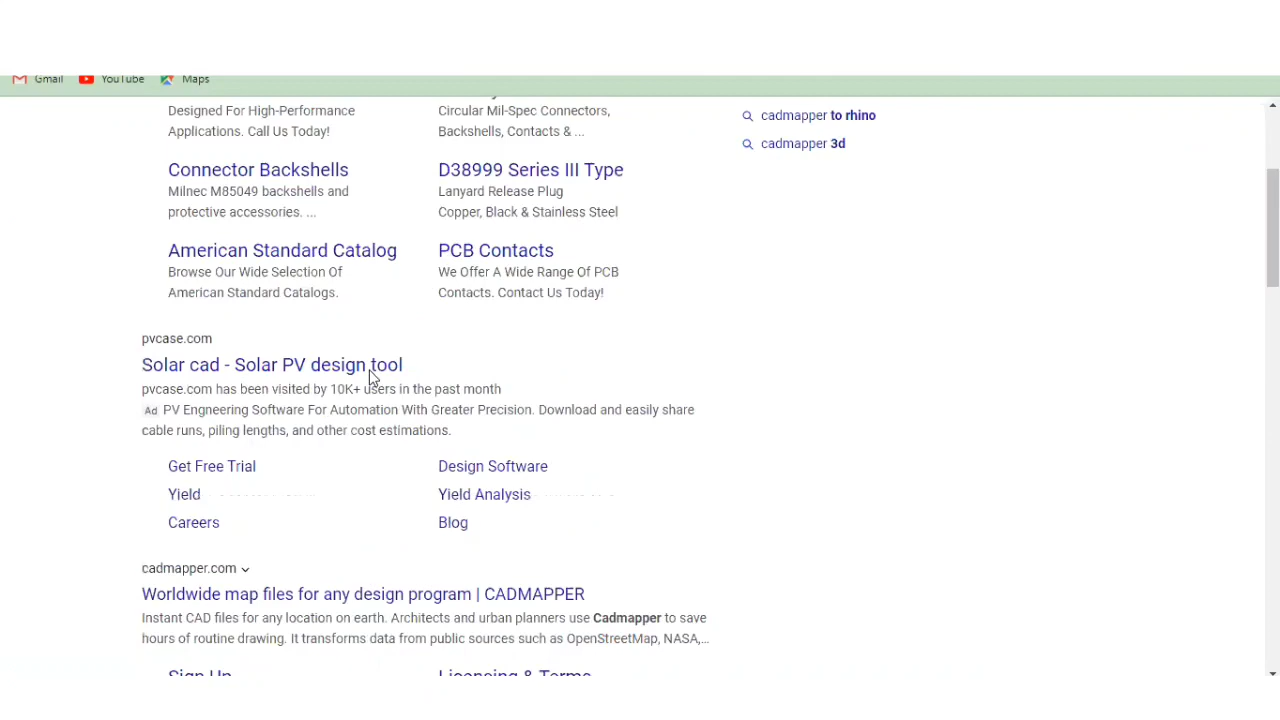 Gmail YouTube Maps
Designed For High-Performance
Applications. Call Us Today!
Circular Mil-Spec Connectors,
Backshells, Contacts & ...
cadmapper to rhino
cadmapper 3d
Connector Backshells
Milnec M85049 backshells and
protective accessories. ...
D38999 Series III Type
Lanyard Release Plug
Copper, Black & Stainless Steel
American Standard Catalog
Browse Our Wide Selection Of
American Standard Catalogs.
PCB Contacts
We Offer A Wide Range Of PCB
Contacts. Contact Us Today!
pvcase.com
Solar cad - Solar PV design tool
pvcase.com has been visited by 10K+ users in the past month
Ad PV Engneering Software For Automation With Greater Precision. Download and easily share
cable runs, piling lengths, and other cost estimations.
Get Free Trial
Design Software
Yield
Yield Analysis
Careers
Blog
cadmapper.com
Worldwide map files for any design program | CADMAPPER
Instant CAD files for any location on earth. Architects and urban planners use Cadmapper to save
hours of routine drawing. It transforms data from public sources such as OpenStreetMap, NASA,...
Sign Up
Licensing & Terms